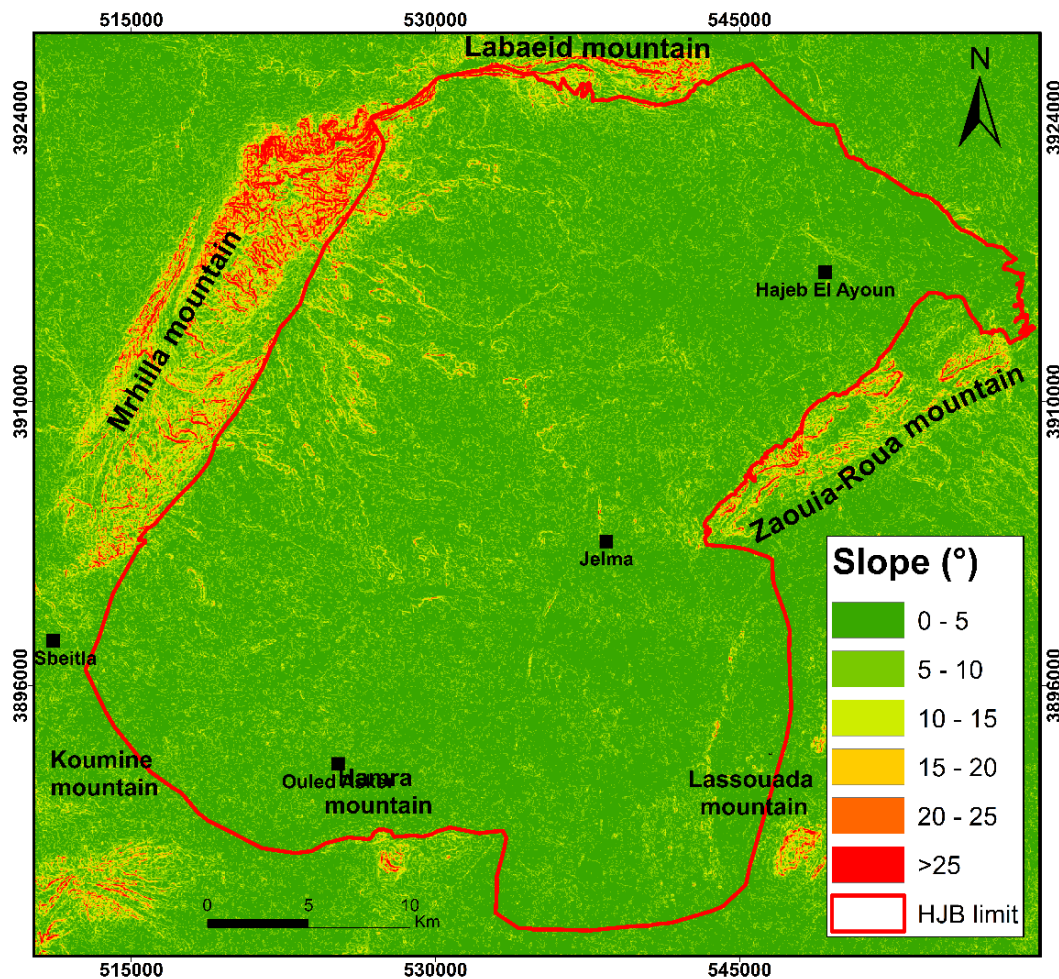 515000
530000
545000
Labaeid mountain
N
3924000
3924000
Mrhilla mountain
Hajeb El Ayoun
3910000
3910000
Zaouia-Roua mountain
Jelma
Slope (°)
0 - 5
5 - 10
10 - 15
15 - 20
20 - 25
>25
HJB limit
Sbeitla
3896000
3896000
Koumine
mountain
Ouled Asker
Hamra
mountain
Lassouada
mountain
0
5
10
Km
515000
530000
545000